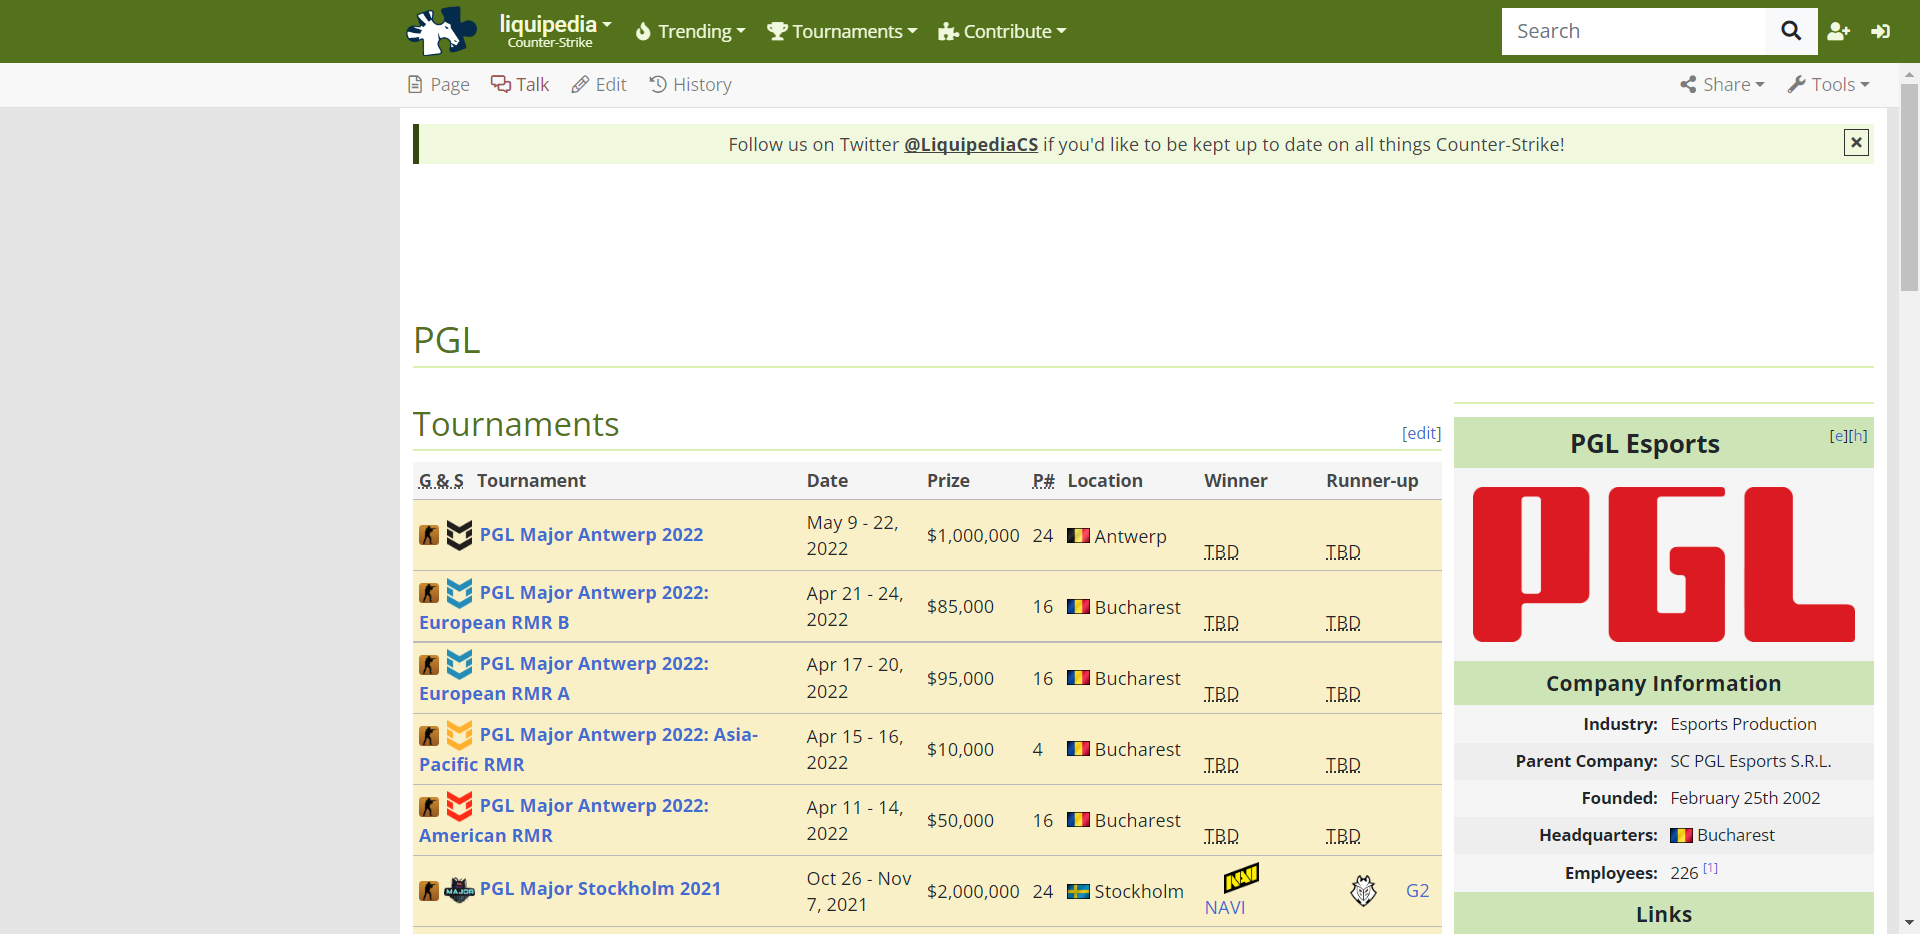 liquipedia
Counter-Strike
Trending
Tournaments
Contribute
Search
Page
Talk
Edit
History
Share
Tools
Follow us on Twitter @LiquipediaCS if you'd like to be kept up to date on all things Counter-Strike!
PGL
Tournaments
[edit]
G & S Tournament Date Prize P# Location Winner Runner-up
PGL Major Antwerp 2022
May 9 - 22,
2022
$1,000,000 24 Antwerp
TBD TBD
PGL Major Antwerp 2022:
European RMR B
Apr 21 - 24,
2022
$85,000 16 Bucharest
TBD TBD
PGL Major Antwerp 2022:
European RMR A
Apr 17 - 20,
2022
$95,000 16 Bucharest
TBD TBD
PGL Major Antwerp 2022: Asia-
Pacific RMR
Apr 15 - 16,
2022
$10,000 4 Bucharest
TBD TBD
PGL Major Antwerp 2022:
American RMR
Apr 11 - 14,
2022
$50,000 16 Bucharest
TBD TBD
MAJOR
PGL Major Stockholm 2021
Oct 26 - Nov
7, 2021
$2,000,000 24 Stockholm
NAVI
NAVI
G2
PGL Esports
[e][h]
PGL
Company Information
Industry: Esports Production
Parent Company: SC PGL Esports S.R.L.
Founded: February 25th 2002
Headquarters: Bucharest
Employees: 226 [1]
Links